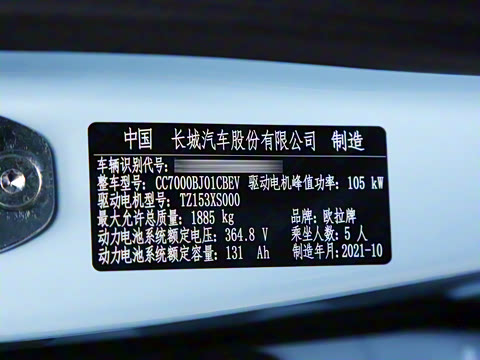 中国 长城汽车股份有限公司 制造
车辆识别代号:
整车型号: CC7000BJ01CBEV 驱动电机峰值功率: 105 kW
驱动电机型号: TZ153XS000
最大允许总质量: 1885 kg 品牌: 欧拉牌
动力电池系统额定电压: 364.8 V 乘坐人数: 5 人
动力电池系统额定容量: 131 Ah 制造年月: 2021-10